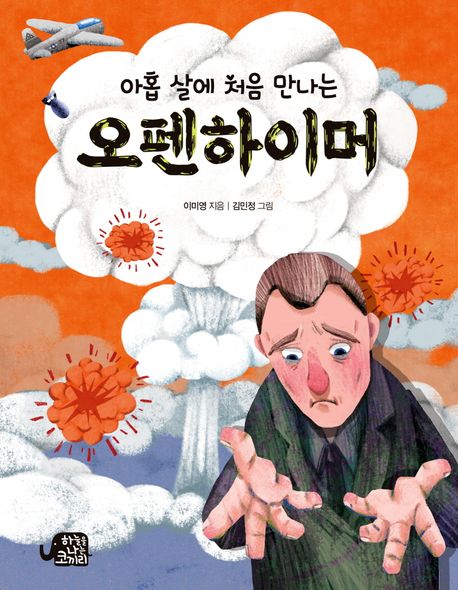 아홉 살에 처음 만나는
오펜하이머
이미영 지음 | 김민정 그림
하늘을
나는
코끼리